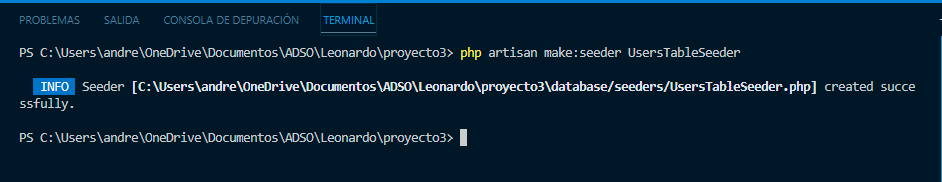 PROBLEMAS SALIDA CONSOLA DE DEPURACIÓN TERMINAL
PS C:\Users\andre\OneDrive\Documentos\ADSO\Leonardo\proyecto3> php artisan make:seeder UsersTableSeeder
INFO Seeder [C:\Users\andre\OneDrive\Documentos\ADSO\Leonardo\proyecto3\database/seeders/UsersTableSeeder.php] created succe
ssfully.
PS C:\Users\andre\OneDrive\Documentos\ADSO\Leonardo\proyecto3>